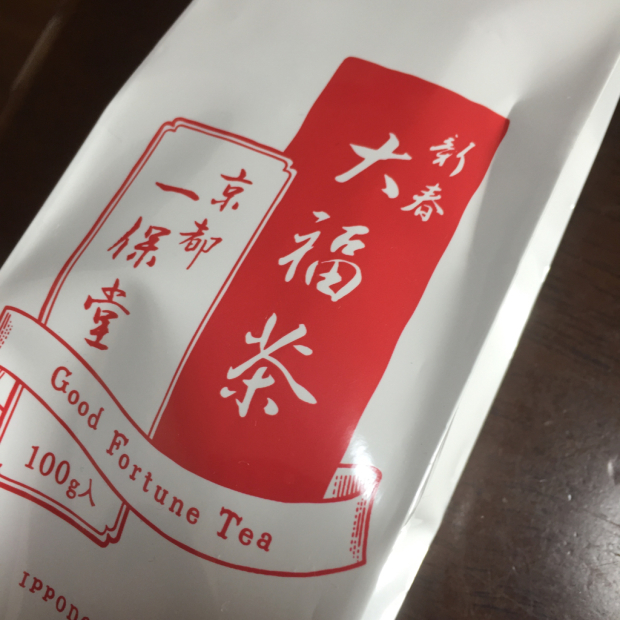 新春
大福茶
京都
一保堂
Good Fortune Tea
100g入